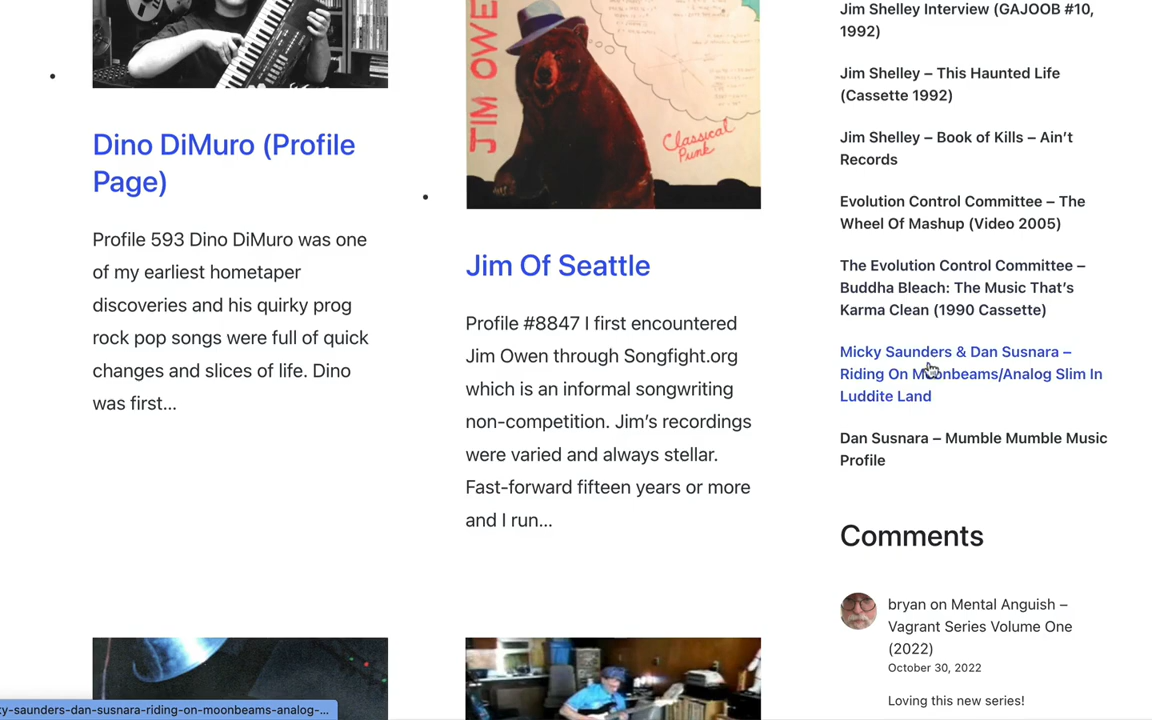 Dino DiMuro (Profile
Page)
Profile 593 Dino DiMuro was one
of my earliest hometaper
discoveries and his quirky prog
rock pop songs were full of quick
changes and slices of life. Dino
was first...
JIM OWE
Classical
Punk
Jim Of Seattle
Profile #8847 I first encountered
Jim Owen through Songfight.org
which is an informal songwriting
non-competition. Jim’s recordings
were varied and always stellar.
Fast-forward fifteen years or more
and I run...
Jim Shelley Interview (GAJOOB #10,
1992)
Jim Shelley – This Haunted Life
(Cassette 1992)
Jim Shelley – Book of Kills – Ain’t
Records
Evolution Control Committee – The
Wheel Of Mashup (Video 2005)
The Evolution Control Committee –
Buddha Bleach: The Music That’s
Karma Clean (1990 Cassette)
Micky Saunders & Dan Susnara –
Riding On Moonbeams/Analog Slim In
Luddite Land
Dan Susnara – Mumble Mumble Music
Profile
Comments
bryan on Mental Anguish –
Vagrant Series Volume One
(2022)
October 30, 2022
Loving this new series!
ky-saunders-dan-susnara-riding-on-moonbeams-analog-...